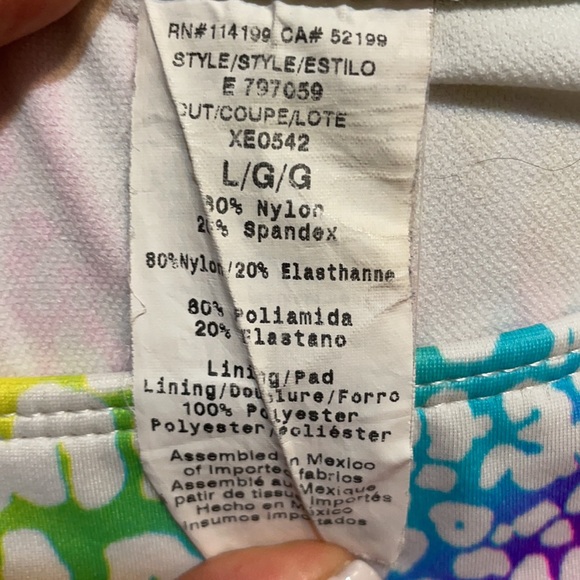 RN#114199 CA# 52199
STYLE/STYLE/ESTILO
E 797059
CUT/COUPE/LOTE
XE0542
L/G/G
80% Nylon
20% Spandex
80%Nylon/20% Elasthanne
80% Poliamida
20% Elastano
Lining/Pad
Lining/Doublure/Forro
100% Polyester
Polyester/Poliéster
Assembled in Mexico
of Imported fabrics
Assemblé au Mexique
patir de tissus importés
Hecho en México
Insumos importados